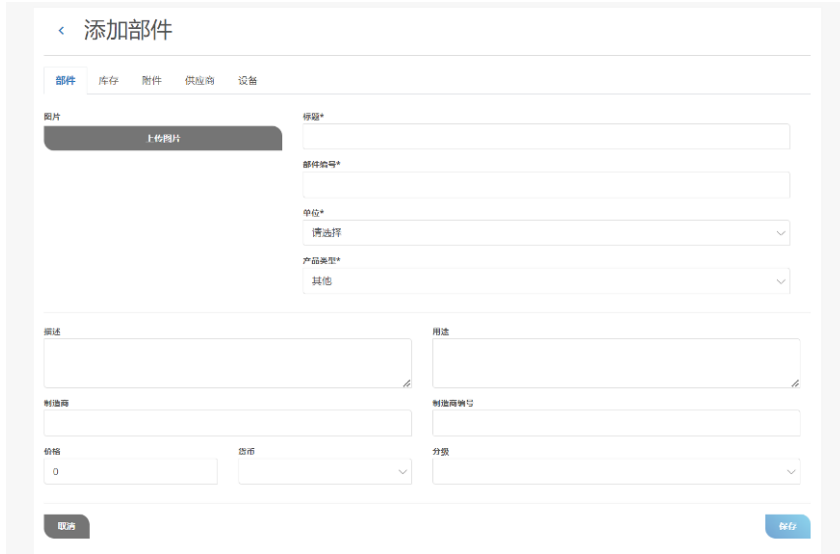 添加部件
部件 库存 附件 供应商 设备
图片
上传图片
标题*
部件编号*
单位*
请选择
产品类型*
其他
描述 用途
制造商 制造商编号
价格 货币 分级
0
取消 保存